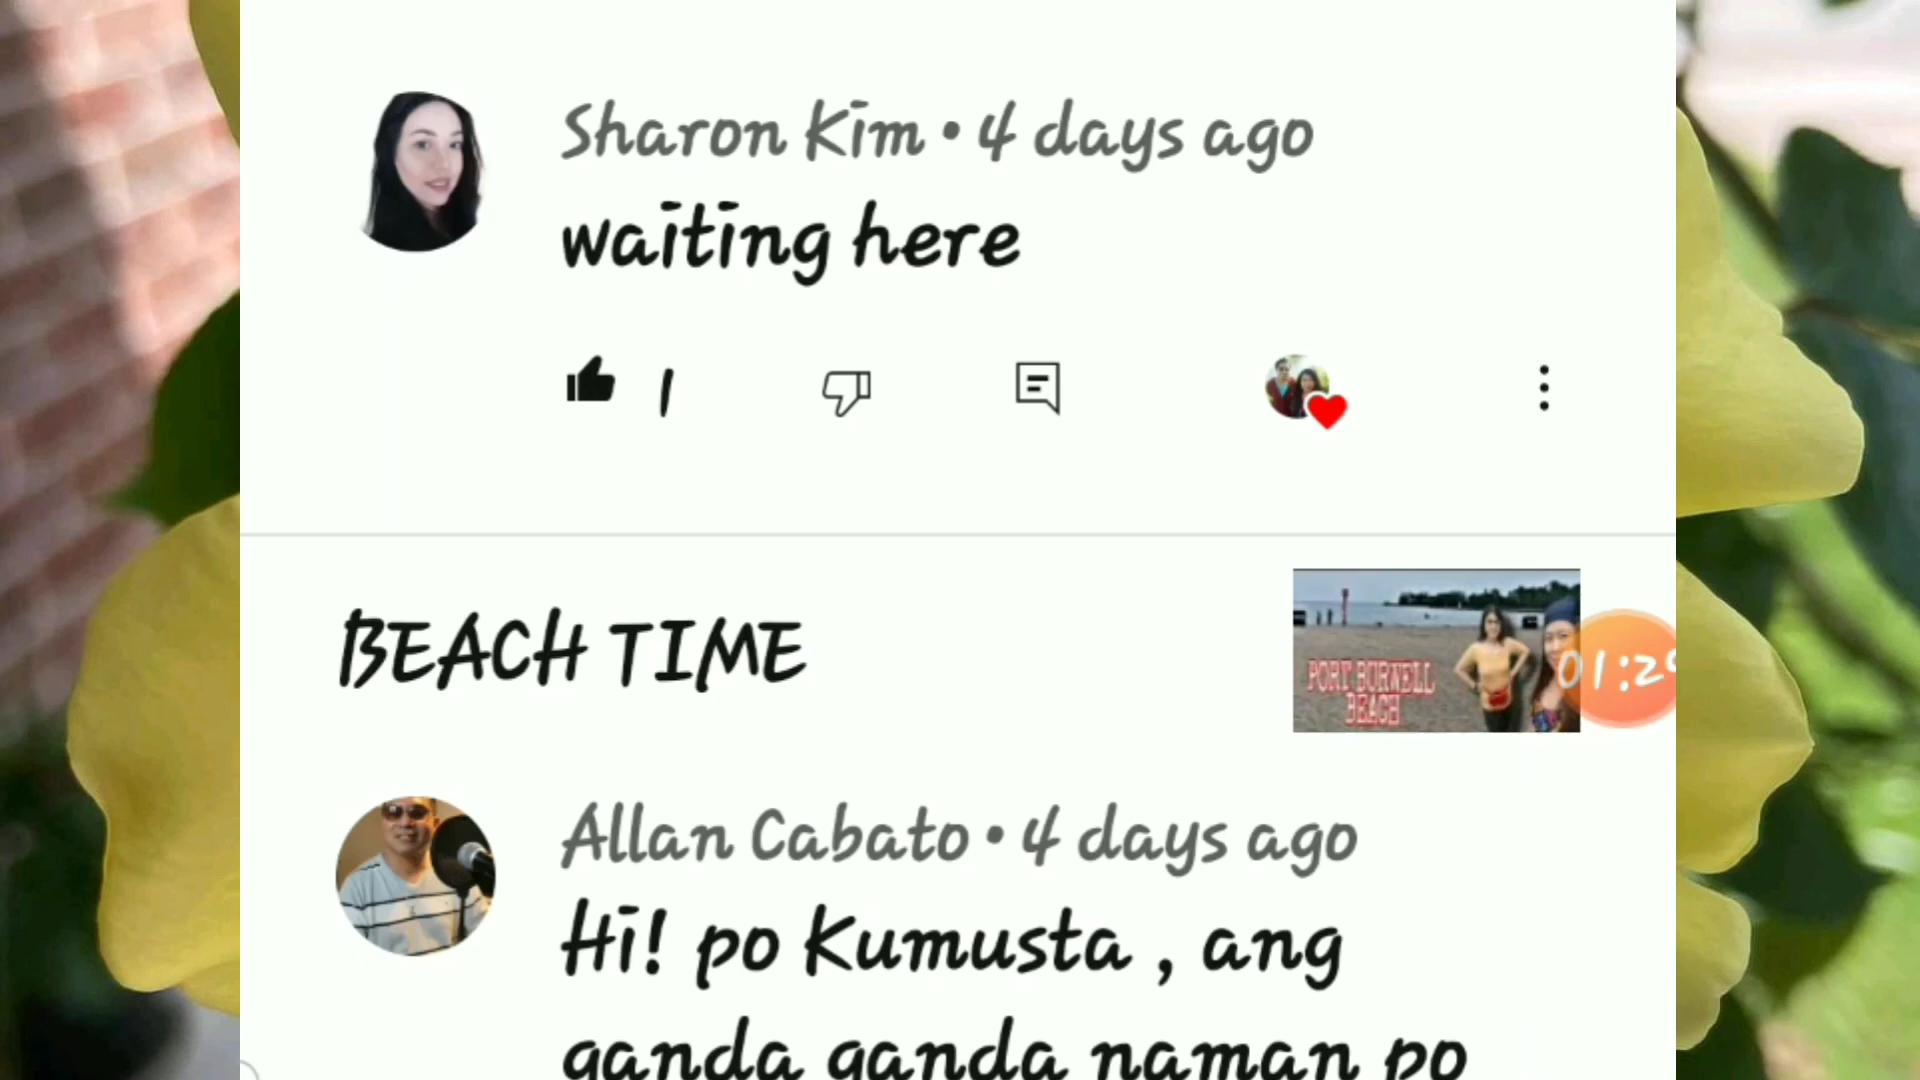 Sharon Kim • 4 days ago
waiting here
1
BEACH TIME
PORT BURWELL
BEACH
Allan Cabato • 4 days ago
Hi! po Kumusta , ang
ganda ganda naman po